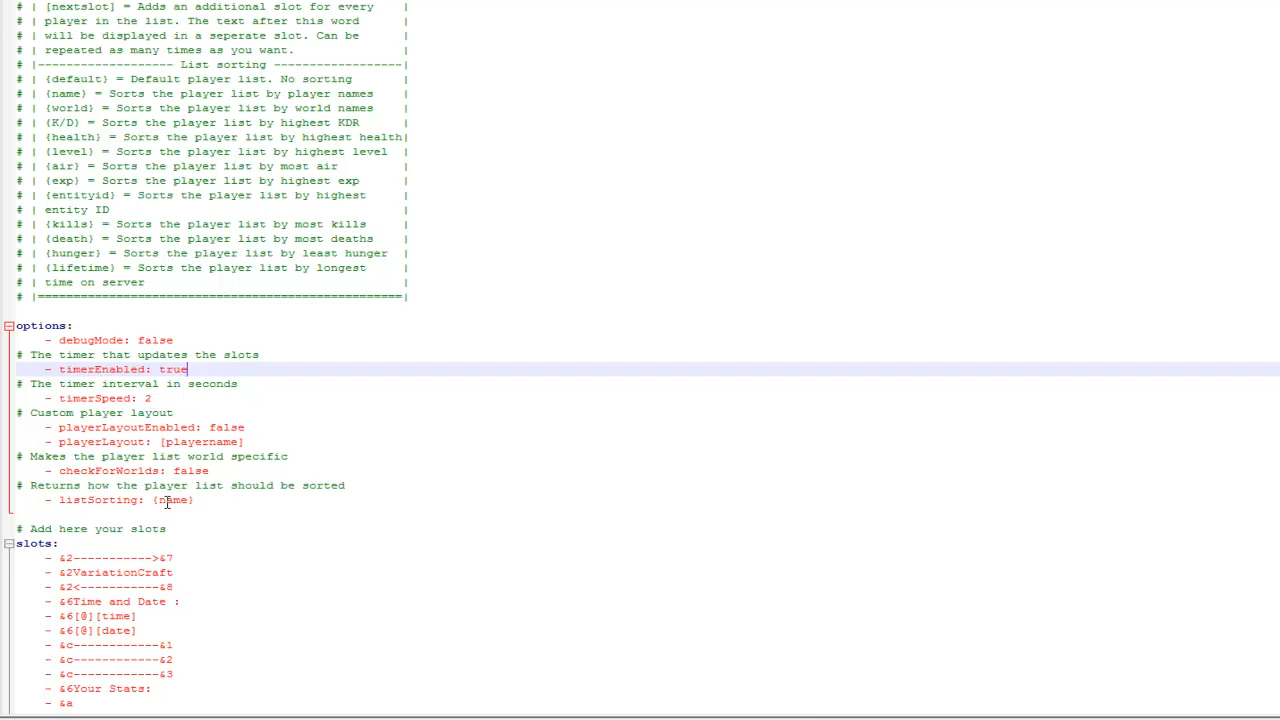 # | [nextslot] = Adds an additional slot for every |
# | player in the list. The text after this word |
# | will be displayed in a seperate slot. Can be |
# | repeated as many times as you want. |
# |------------------- List sorting ------------------|
# | {default} = Default player list. No sorting |
# | {name} = Sorts the player list by player names |
# | {world} = Sorts the player list by world names |
# | {K/D} = Sorts the player list by highest KDR |
# | {health} = Sorts the player list by highest health|
# | {level} = Sorts the player list by highest level |
# | {air} = Sorts the player list by most air |
# | {exp} = Sorts the player list by highest exp |
# | {entityid} = Sorts the player list by highest |
# | entity ID |
# | {kills} = Sorts the player list by most kills |
# | {death} = Sorts the player list by most deaths |
# | {hunger} = Sorts the player list by least hunger |
# | {lifetime} = Sorts the player list by longest |
# | time on server |
# |===================================================|
options:
- debugMode: false
# The timer that updates the slots
- timerEnabled: true
# The timer interval in seconds
- timerSpeed: 2
# Custom player layout
- playerLayoutEnabled: false
- playerLayout: [playername]
# Makes the player list world specific
- checkForWorlds: false
# Returns how the player list should be sorted
- listSorting: {name}
# Add here your slots
slots:
- &2----------->&7
- &2VariationCraft
- &2<-----------&8
- &6Time and Date :
- &6[@][time]
- &6[@][date]
- &c------------&1
- &c------------&2
- &c------------&3
- &6Your Stats:
- &a